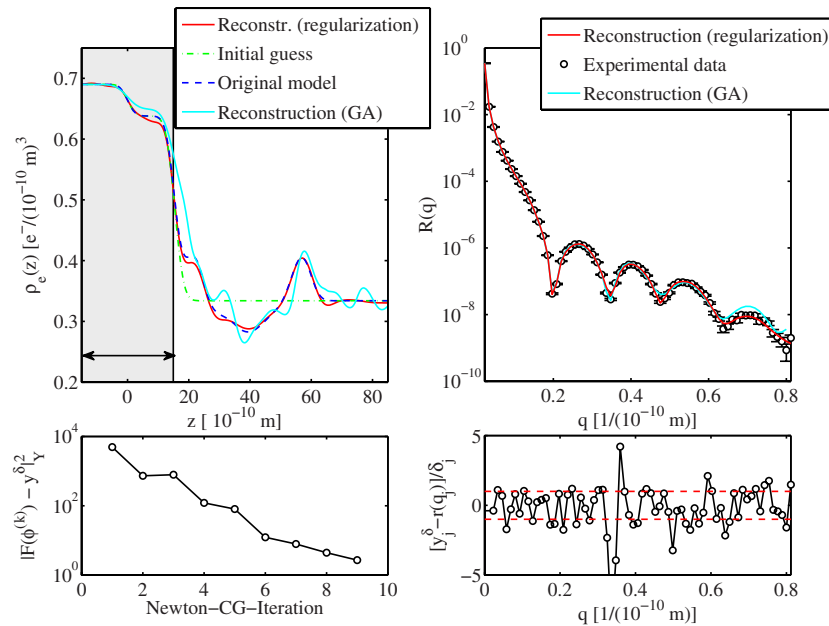 Reconstr. (regularization)
Initial guess
Original model
Reconstruction (GA)
0.7
0.6
0.5
0.4
0.3
0.2
ρ_e(z) [e⁻/(10⁻¹⁰ m)³
0 20 40 60 80
z [ 10⁻¹⁰ m]
Reconstruction (regularization)
Experimental data
Reconstruction (GA)
10⁰
10⁻²
10⁻⁴
10⁻⁶
10⁻⁸
10⁻¹⁰
R(q)
0.2 0.4 0.6 0.8
q [1/(10⁻¹⁰ m)]
10⁴
10²
10⁰
|F(ϕ⁽ᵏ⁾) − y^δ|²_Y
0 2 4 6 8 10
Newton−CG−Iteration
5
0
−5
[y_j^δ−r(q_j)]/δ_j
0 0.2 0.4 0.6 0.8
q [1/(10⁻¹⁰ m)]